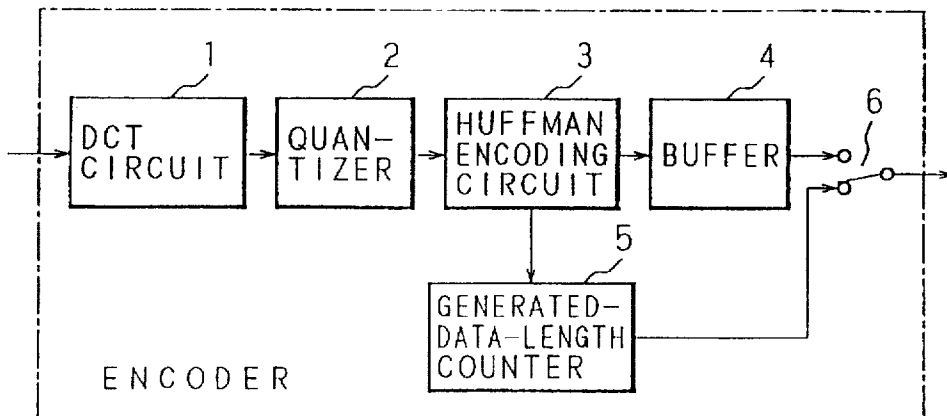 1
2
3
4
6
DCT
CIRCUIT
QUAN-
TIZER
HUFFMAN
ENCODING
CIRCUIT
BUFFER
5
GENERATED-
DATA-LENGTH
COUNTER
ENCODER